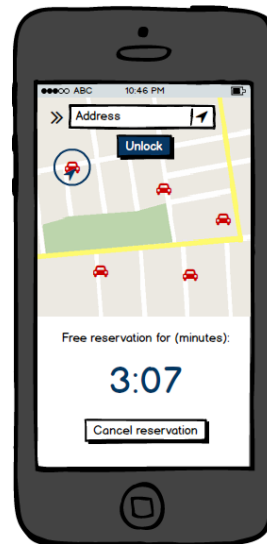 ABC 10:46 PM
Address
Unlock
Free reservation for (minutes):
3:07
Cancel reservation